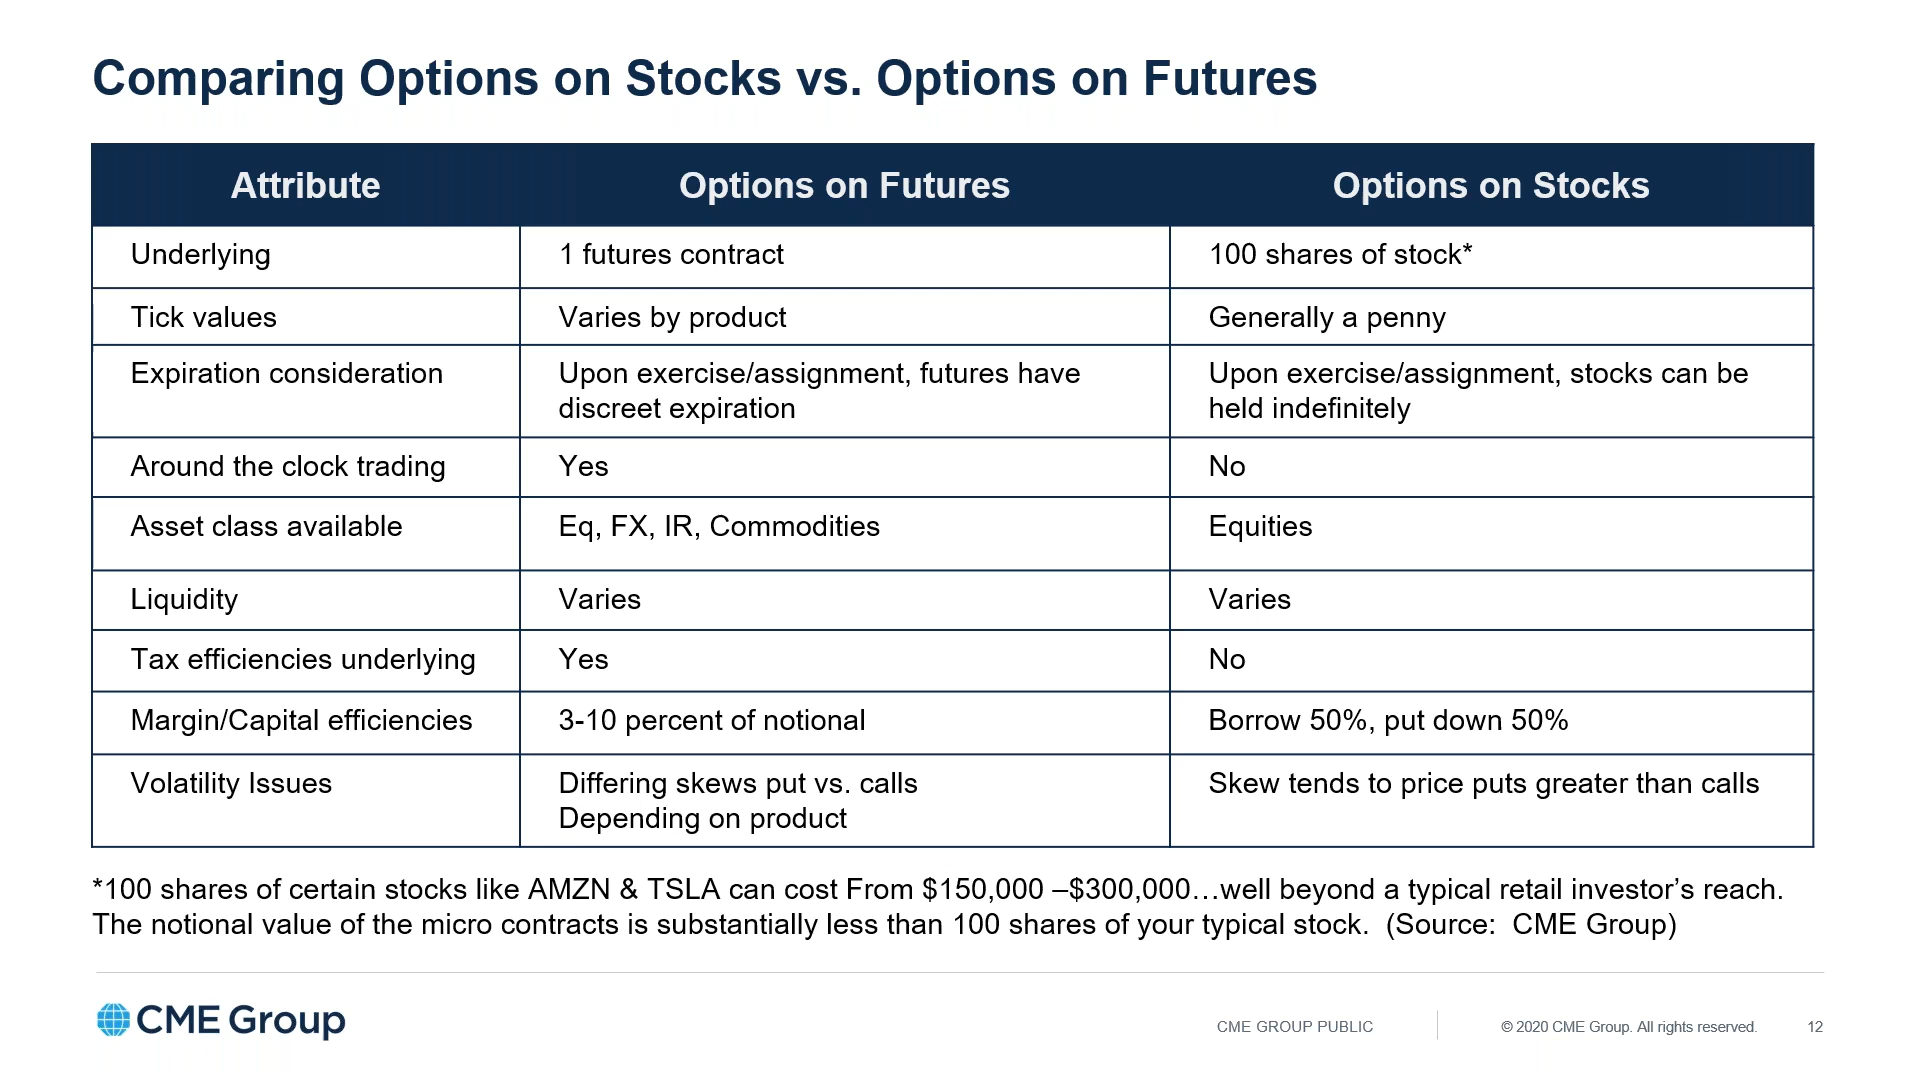 Comparing Options on Stocks vs. Options on Futures
Attribute Options on Futures Options on Stocks
Underlying 1 futures contract 100 shares of stock*
Tick values Varies by product Generally a penny
Expiration consideration Upon exercise/assignment, futures have discreet expiration Upon exercise/assignment, stocks can be held indefinitely
Around the clock trading Yes No
Asset class available Eq, FX, IR, Commodities Equities
Liquidity Varies Varies
Tax efficiencies underlying Yes No
Margin/Capital efficiencies 3-10 percent of notional Borrow 50%, put down 50%
Volatility Issues Differing skews put vs. calls Depending on product Skew tends to price puts greater than calls
*100 shares of certain stocks like AMZN & TSLA can cost From $150,000 –$300,000…well beyond a typical retail investor’s reach.
The notional value of the micro contracts is substantially less than 100 shares of your typical stock.  (Source:  CME Group)
CME Group
CME GROUP PUBLIC
© 2020 CME Group. All rights reserved.
12